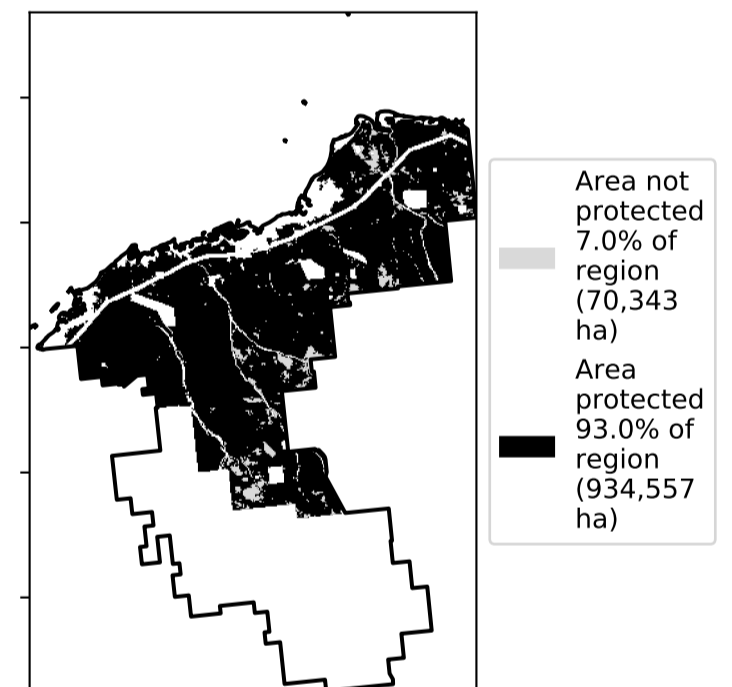 Area not
protected
7.0% of
region
(70,343
ha)
Area
protected
93.0% of
region
(934,557
ha)